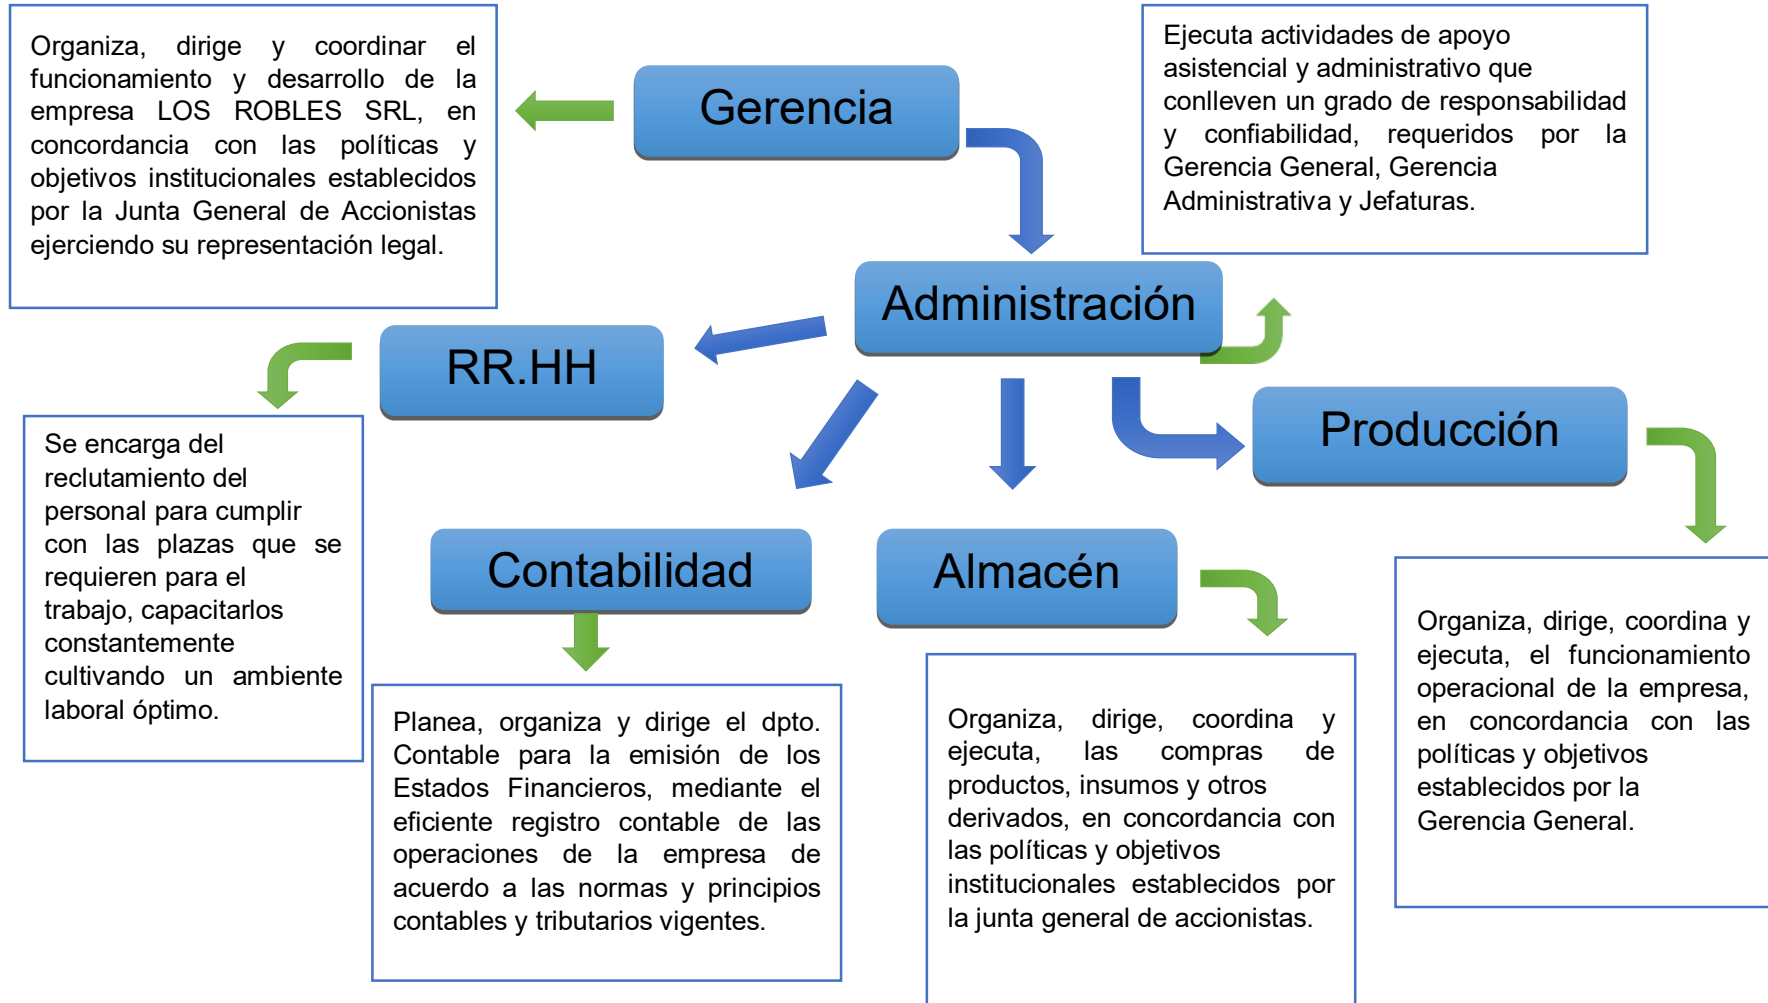 Organiza, dirige y coordinar el
funcionamiento y desarrollo de la
empresa LOS ROBLES SRL, en
concordancia con las políticas y
objetivos institucionales establecidos
por la Junta General de Accionistas
ejerciendo su representación legal.
Gerencia
Ejecuta actividades de apoyo
asistencial y administrativo que
conlleven un grado de responsabilidad
y confiabilidad, requeridos por la
Gerencia General, Gerencia
Administrativa y Jefaturas.
Administración
RR.HH
Producción
Se encarga del
reclutamiento del
personal para cumplir
con las plazas que se
requieren para el
trabajo, capacitarlos
constantemente
cultivando un ambiente
laboral óptimo.
Contabilidad
Almacén
Planea, organiza y dirige el dpto.
Contable para la emisión de los
Estados Financieros, mediante el
eficiente registro contable de las
operaciones de la empresa de
acuerdo a las normas y principios
contables y tributarios vigentes.
Organiza, dirige, coordina y
ejecuta, las compras de
productos, insumos y otros
derivados, en concordancia con
las políticas y objetivos
institucionales establecidos por
la junta general de accionistas.
Organiza, dirige, coordina y
ejecuta, el funcionamiento
operacional de la empresa,
en concordancia con las
políticas y objetivos
establecidos por la
Gerencia General.